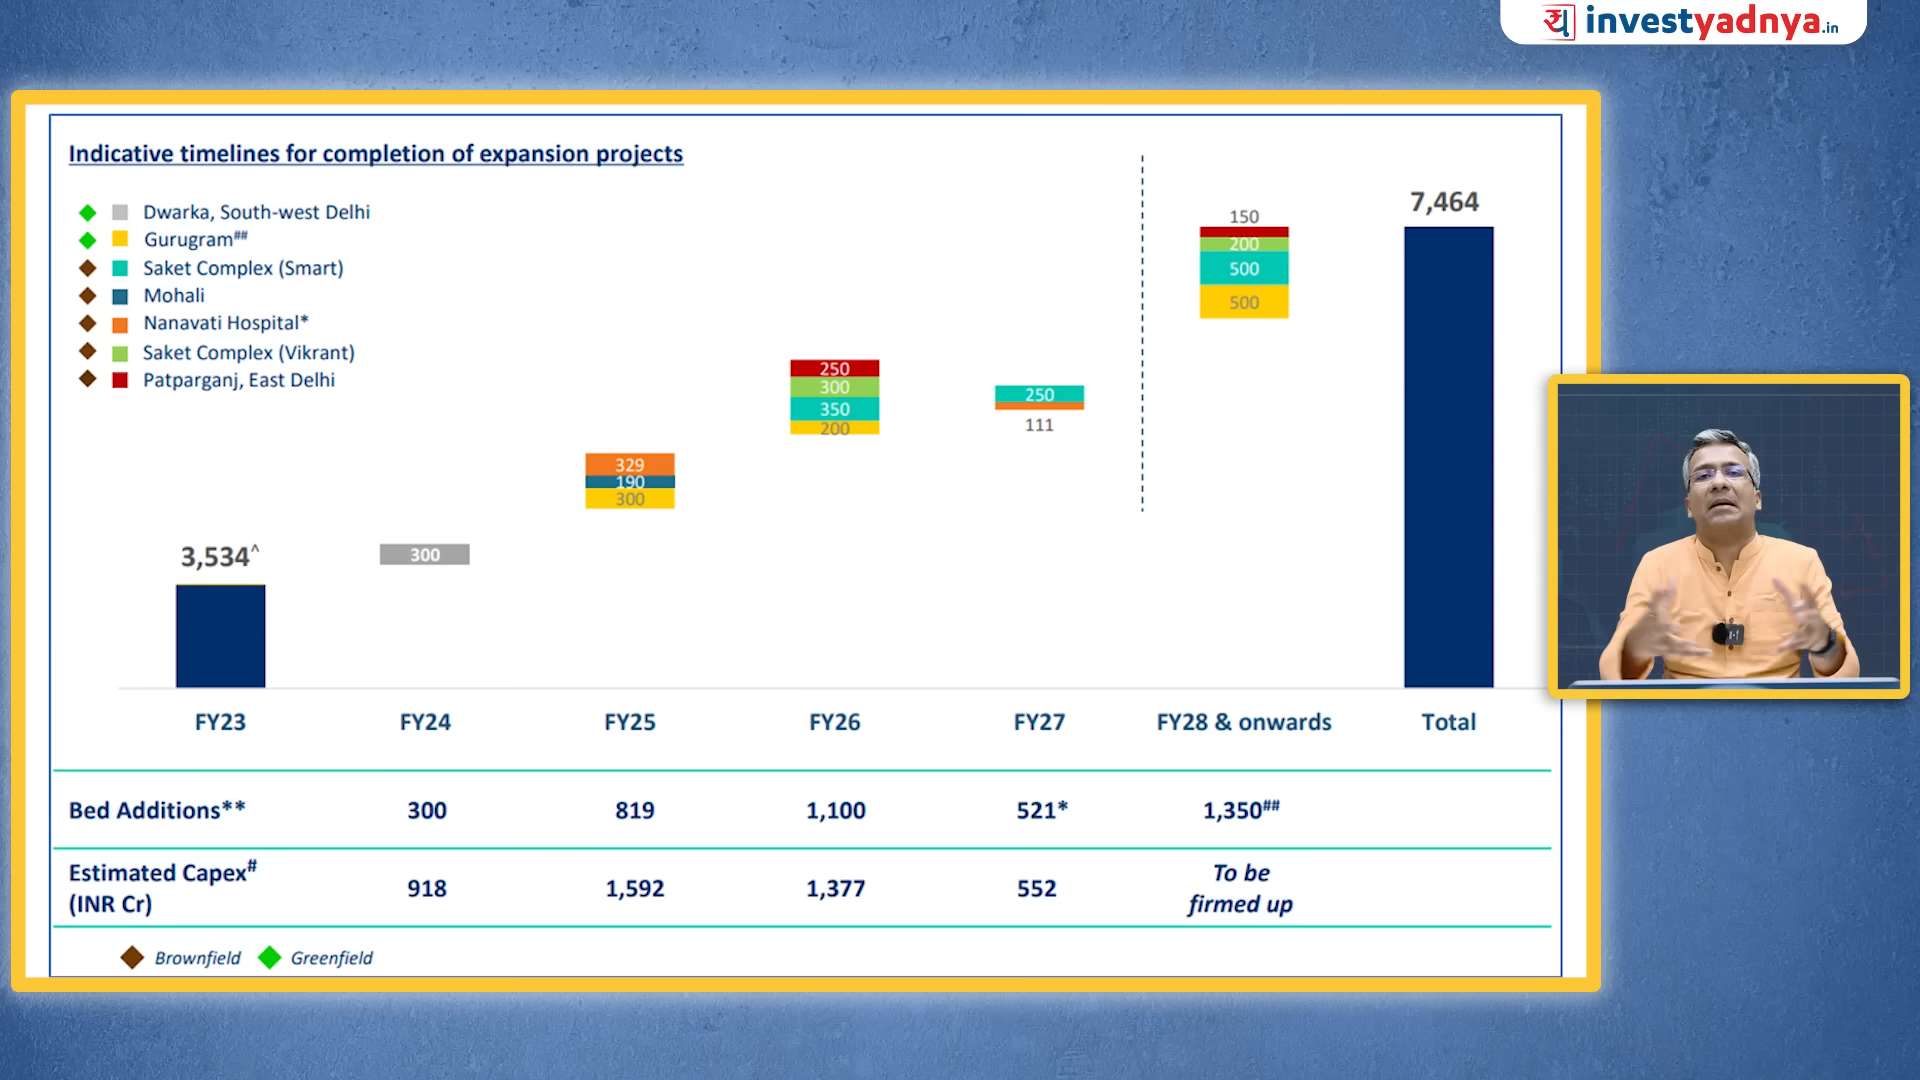 य investyadnya.in
Indicative timelines for completion of expansion projects
Dwarka, South-west Delhi
Gurugram##
Saket Complex (Smart)
Mohali
Nanavati Hospital*
Saket Complex (Vikrant)
Patparganj, East Delhi
3,534^
300
329
190
300
250
300
350
200
250
111
150
200
500
500
7,464
FY23 FY24 FY25 FY26 FY27 FY28 & onwards Total
Bed Additions** 300 819 1,100 521* 1,350##
Estimated Capex# (INR Cr) 918 1,592 1,377 552 To be firmed up
Brownfield Greenfield